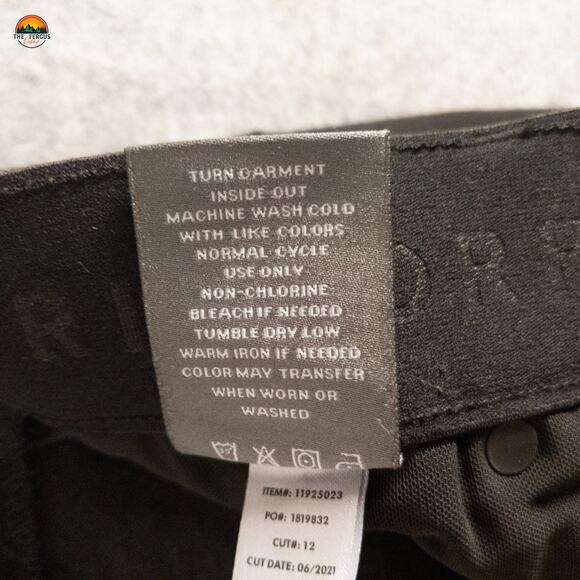 THE FERGUS
TURN GARMENT
INSIDE OUT
MACHINE WASH COLD
WITH LIKE COLORS
NORMAL CYCLE
USE ONLY
NON-CHLORINE
BLEACH IF NEEDED
TUMBLE DRY LOW
WARM IRON IF NEEDED
COLOR MAY TRANSFER
WHEN WORN OR
WASHED
ITEM#: 11925023
PO#: 1819832
CUT#: 12
CUT DATE: 06/2021